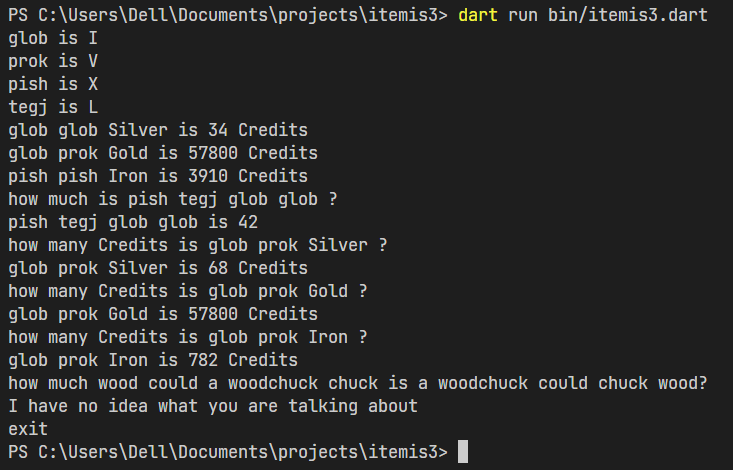 PS C:\Users\Dell\Documents\projects\itemis3> dart run bin/itemis3.dart
glob is I
prok is V
pish is X
tegj is L
glob glob Silver is 34 Credits
glob prok Gold is 57800 Credits
pish pish Iron is 3910 Credits
how much is pish tegj glob glob ?
pish tegj glob glob is 42
how many Credits is glob prok Silver ?
glob prok Silver is 68 Credits
how many Credits is glob prok Gold ?
glob prok Gold is 57800 Credits
how many Credits is glob prok Iron ?
glob prok Iron is 782 Credits
how much wood could a woodchuck chuck is a woodchuck could chuck wood?
I have no idea what you are talking about
exit
PS C:\Users\Dell\Documents\projects\itemis3>